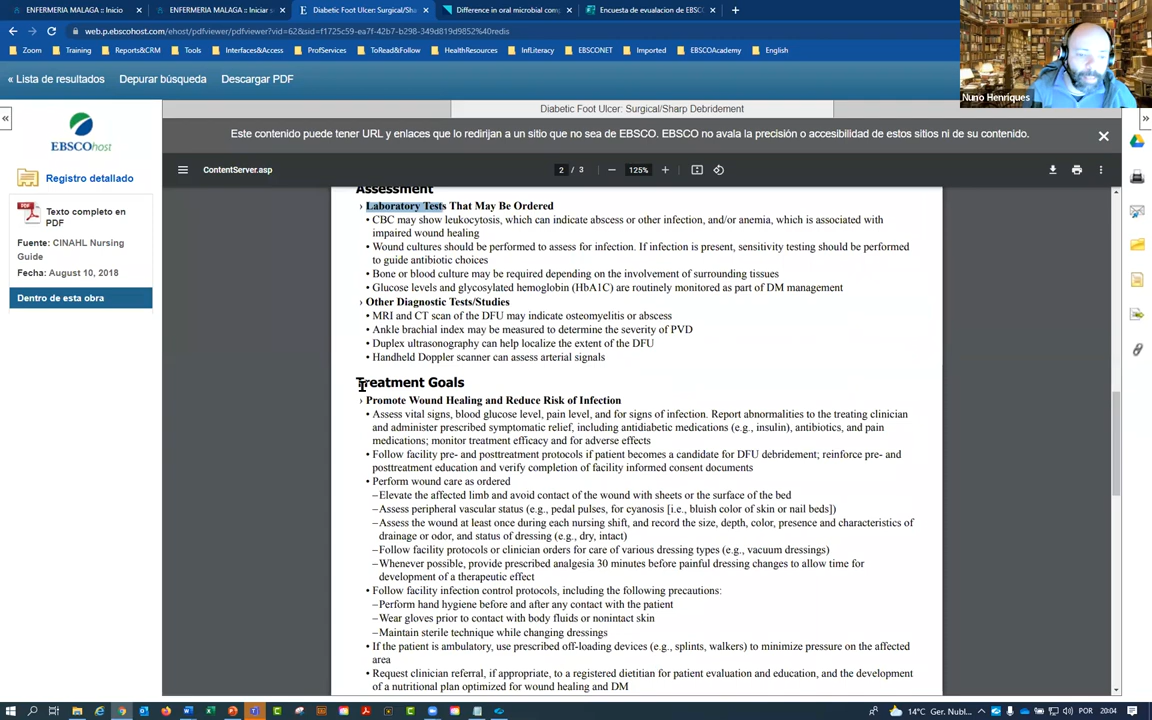 ENFERMERIA MALAGA :: Inicio
ENFERMERIA MALAGA :: Iniciar s
Diabetic Foot Ulcer: Surgical/Sha
Difference in oral microbial com
Encuesta de evualacion de EBSC
web.p.ebscohost.com/ehost/pdfviewer/pdfviewer?vid=62&sid=f1725c59-ea7f-42b7-b298-349d819d9852%40redis
Zoom Training Reports&CRM Tools Interfaces&Access ProfServices ToRead&Follow HealthResources InfLiteracy EBSCONET Imported EBSCOAcademy English
Nuno Henriques
« Lista de resultados Depurar búsqueda Descargar PDF
Diabetic Foot Ulcer: Surgical/Sharp Debridement
Este contenido puede tener URL y enlaces que lo redirijan a un sitio que no sea de EBSCO. EBSCO no avala la precisión o accesibilidad de estos sitios ni de su contenido.
EBSCOhost
Registro detallado
Texto completo en
PDF
Fuente: CINAHL Nursing
Guide
Fecha: August 10, 2018
Dentro de esta obra
ContentServer.asp
2 / 3
125%
Assessment
› Laboratory Tests That May Be Ordered
• CBC may show leukocytosis, which can indicate abscess or other infection, and/or anemia, which is associated with
impaired wound healing
• Wound cultures should be performed to assess for infection. If infection is present, sensitivity testing should be performed
to guide antibiotic choices
• Bone or blood culture may be required depending on the involvement of surrounding tissues
• Glucose levels and glycosylated hemoglobin (HbA1C) are routinely monitored as part of DM management
› Other Diagnostic Tests/Studies
• MRI and CT scan of the DFU may indicate osteomyelitis or abscess
• Ankle brachial index may be measured to determine the severity of PVD
• Duplex ultrasonography can help localize the extent of the DFU
• Handheld Doppler scanner can assess arterial signals
Treatment Goals
› Promote Wound Healing and Reduce Risk of Infection
• Assess vital signs, blood glucose level, pain level, and for signs of infection. Report abnormalities to the treating clinician
and administer prescribed symptomatic relief, including antidiabetic medications (e.g., insulin), antibiotics, and pain
medications; monitor treatment efficacy and for adverse effects
• Follow facility pre- and posttreatment protocols if patient becomes a candidate for DFU debridement; reinforce pre- and
posttreatment education and verify completion of facility informed consent documents
• Perform wound care as ordered
–Elevate the affected limb and avoid contact of the wound with sheets or the surface of the bed
–Assess peripheral vascular status (e.g., pedal pulses, for cyanosis [i.e., bluish color of skin or nail beds])
–Assess the wound at least once during each nursing shift, and record the size, depth, color, presence and characteristics of
drainage or odor, and status of dressing (e.g., dry, intact)
–Follow facility protocols or clinician orders for care of various dressing types (e.g., vacuum dressings)
–Whenever possible, provide prescribed analgesia 30 minutes before painful dressing changes to allow time for
development of a therapeutic effect
• Follow facility infection control protocols, including the following precautions:
–Perform hand hygiene before and after any contact with the patient
–Wear gloves prior to contact with body fluids or nonintact skin
–Maintain sterile technique while changing dressings
• If the patient is ambulatory, use prescribed off-loading devices (e.g., splints, walkers) to minimize pressure on the affected
area
• Request clinician referral, if appropriate, to a registered dietitian for patient evaluation and education, and the development
of a nutritional plan optimized for wound healing and DM
14°C Ger. Nubl... POR 20:04